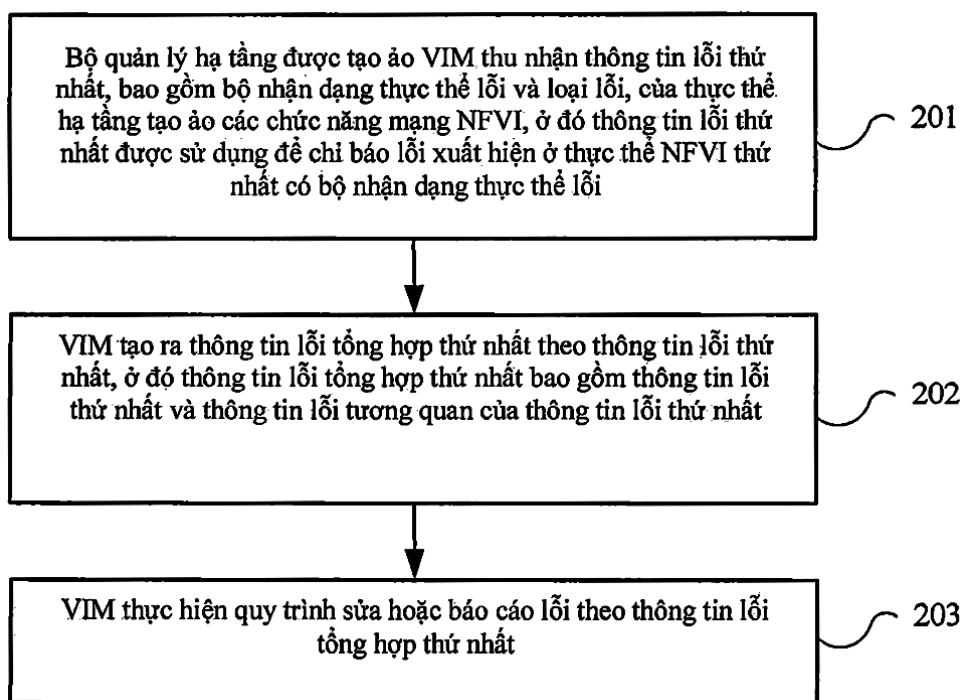 Bộ quản lý hạ tầng được tạo ảo VIM thu nhận thông tin lỗi thứ
nhất, bao gồm bộ nhận dạng thực thể lỗi và loại lỗi, của thực thể
hạ tầng tạo ảo các chức năng mạng NFVI, ở đó thông tin lỗi thứ
nhất được sử dụng để chỉ báo lỗi xuất hiện ở thực thể NFVI thứ
nhất có bộ nhận dạng thực thể lỗi
201
VIM tạo ra thông tin lỗi tổng hợp thứ nhất theo thông tin lỗi thứ
nhất, ở đó thông tin lỗi tổng hợp thứ nhất bao gồm thông tin lỗi
thứ nhất và thông tin lỗi tương quan của thông tin lỗi thứ nhất
202
VIM thực hiện quy trình sửa hoặc báo cáo lỗi theo thông tin lỗi
tổng hợp thứ nhất
203